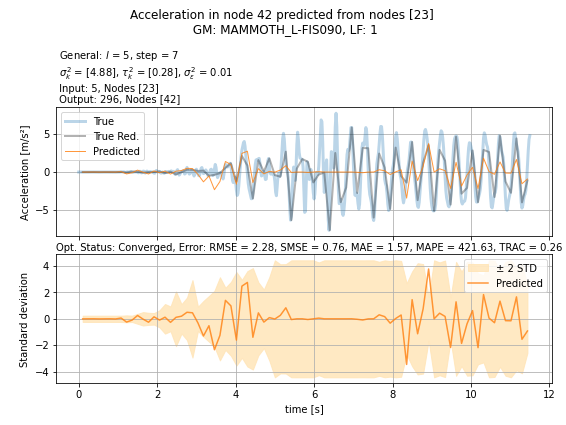 Acceleration in node 42 predicted from nodes [23]
GM: MAMMOTH_L-FIS090, LF: 1
General: l = 5, step = 7
σ²ₖ = [4.88], τ²ₖ = [0.28], σ²ₑ = 0.01
Input: 5, Nodes [23]
Output: 296, Nodes [42]
True
True Red.
Predicted
5
0
−5
Acceleration [m/s²]
Opt. Status: Converged, Error: RMSE = 2.28, SMSE = 0.76, MAE = 1.57, MAPE = 421.63, TRAC = 0.26
± 2 STD
Predicted
4
2
0
−2
−4
Standard deviation
0 2 4 6 8 10 12
time [s]